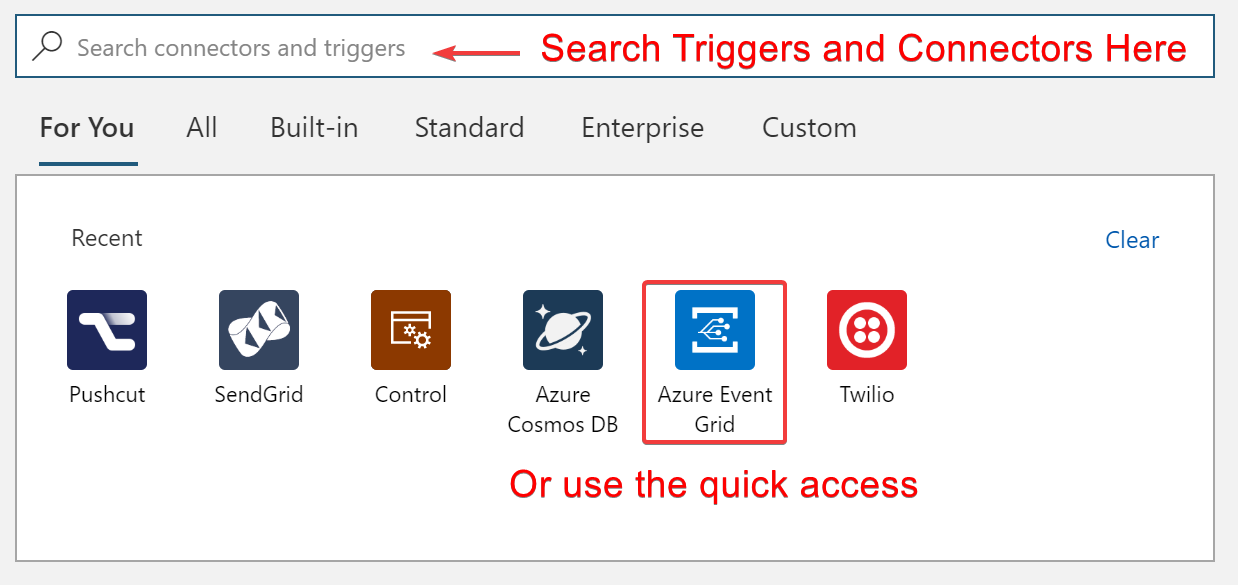 Search connectors and triggers Search Triggers and Connectors Here
For You All Built-in Standard Enterprise Custom
Recent Clear
Pushcut SendGrid Control Azure Azure Event Twilio
Cosmos DB Grid
Or use the quick access